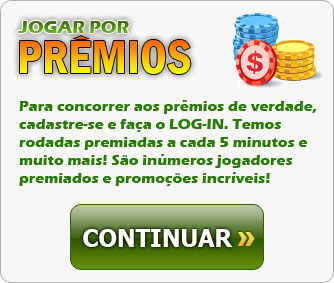 JOGAR POR
PRÊMIOS
$
Para concorrer aos prêmios de verdade,
cadastre-se e faça o LOG-IN. Temos
rodadas premiadas a cada 5 minutos e
muito mais! São inúmeros jogadores
premiados e promoções incríveis!
CONTINUAR »